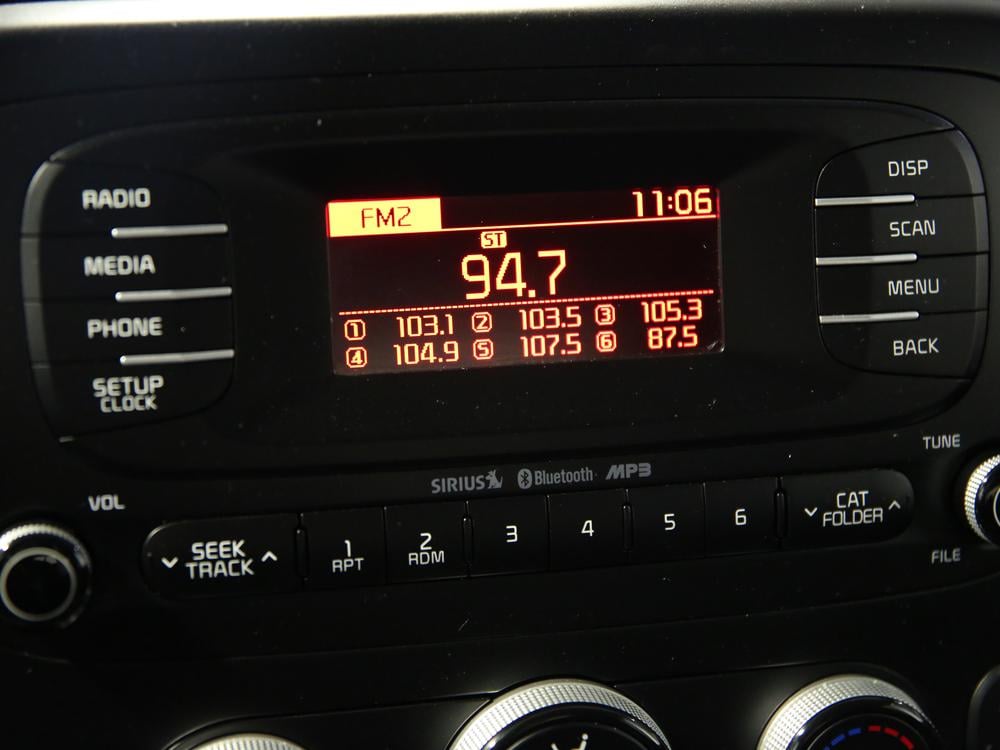 RADIO
MEDIA
PHONE
SETUP
CLOCK
FM2 11:06
ST
94.7
1 103.1 2 103.5 3 105.3
4 104.9 5 107.5 6 87.5
DISP
SCAN
MENU
BACK
SIRIUS Bluetooth MP3
VOL
TUNE
SEEK
TRACK
1
RPT
2
RDM
3
4
5
6
CAT
FOLDER
FILE